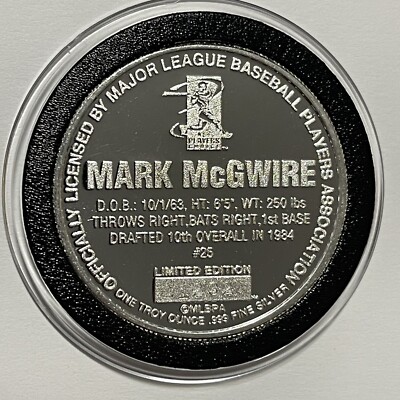 OFFICIALLY LICENSED BY MAJOR LEAGUE BASEBALL PLAYERS ASSOCIATION
PLAYERS
CHOICE
MARK McGWIRE
D.O.B.: 10/1/63, HT: 6'5", WT: 250 lbs
THROWS RIGHT, BATS RIGHT, 1st BASE
DRAFTED 10th OVERALL IN 1984
#25
LIMITED EDITION
©MLBPA
ONE TROY OUNCE .999 FINE SILVER